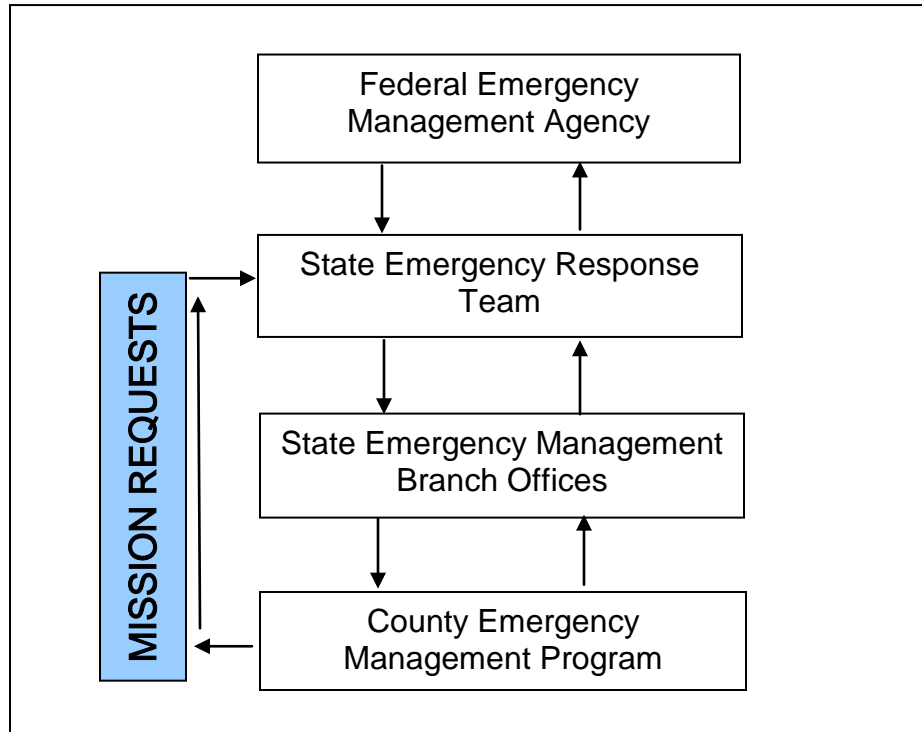 Federal Emergency
Management Agency
State Emergency Response
Team
MISSION REQUESTS
State Emergency Management
Branch Offices
County Emergency
Management Program